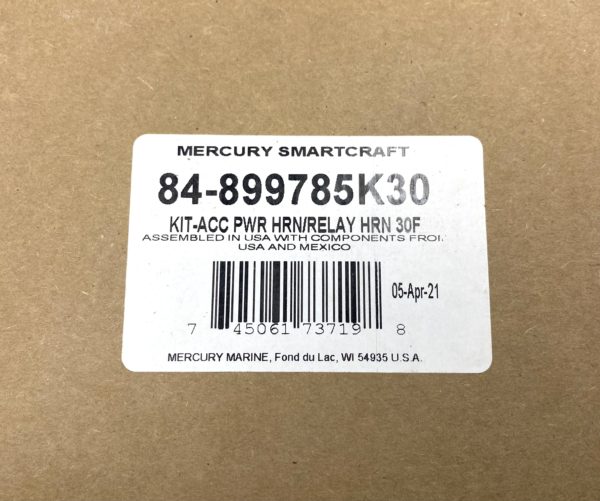 MERCURY SMARTCRAFT
84-899785K30
KIT-ACC PWR HRN/RELAY HRN 30F
ASSEMBLED IN USA WITH COMPONENTS
USA AND MEXICO
05-Apr-21
7 45061 73719 8
MERCURY MARINE, Fond du Lac, WI 54935 U.S.A.